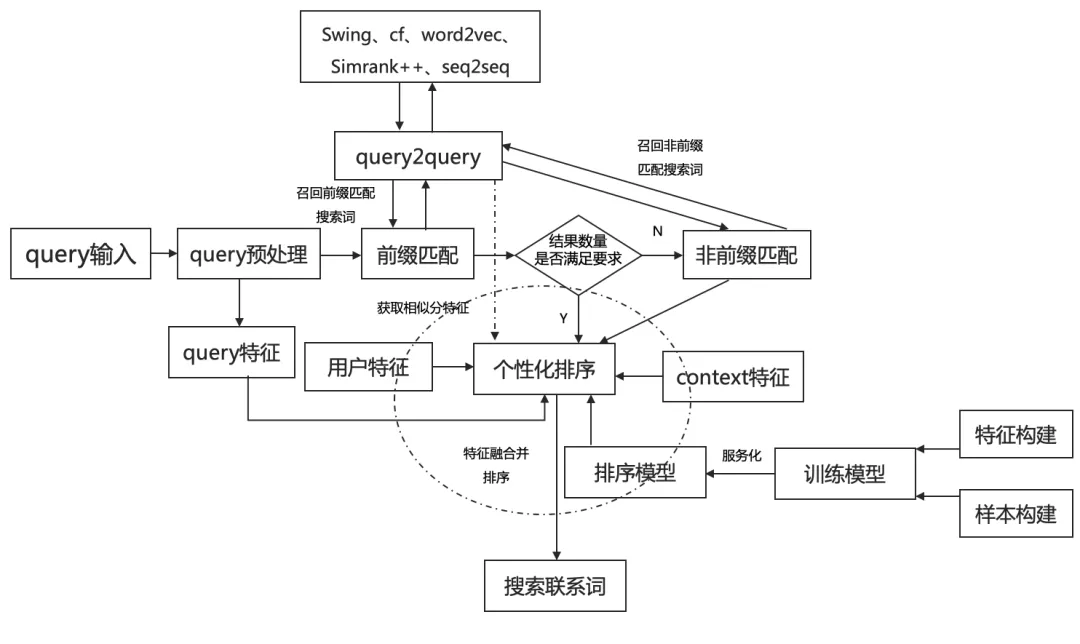 Swing、cf、word2vec、
Simrank++、seq2seq
query2query
召回非前缀
匹配搜索词
召回前缀匹配
搜索词
query输入
query预处理
前缀匹配
结果数量
是否满足要求
N
非前缀匹配
获取相似分特征
Y
query特征
用户特征
个性化排序
context特征
特征融合并
排序
排序模型
服务化
训练模型
特征构建
样本构建
搜索联系词